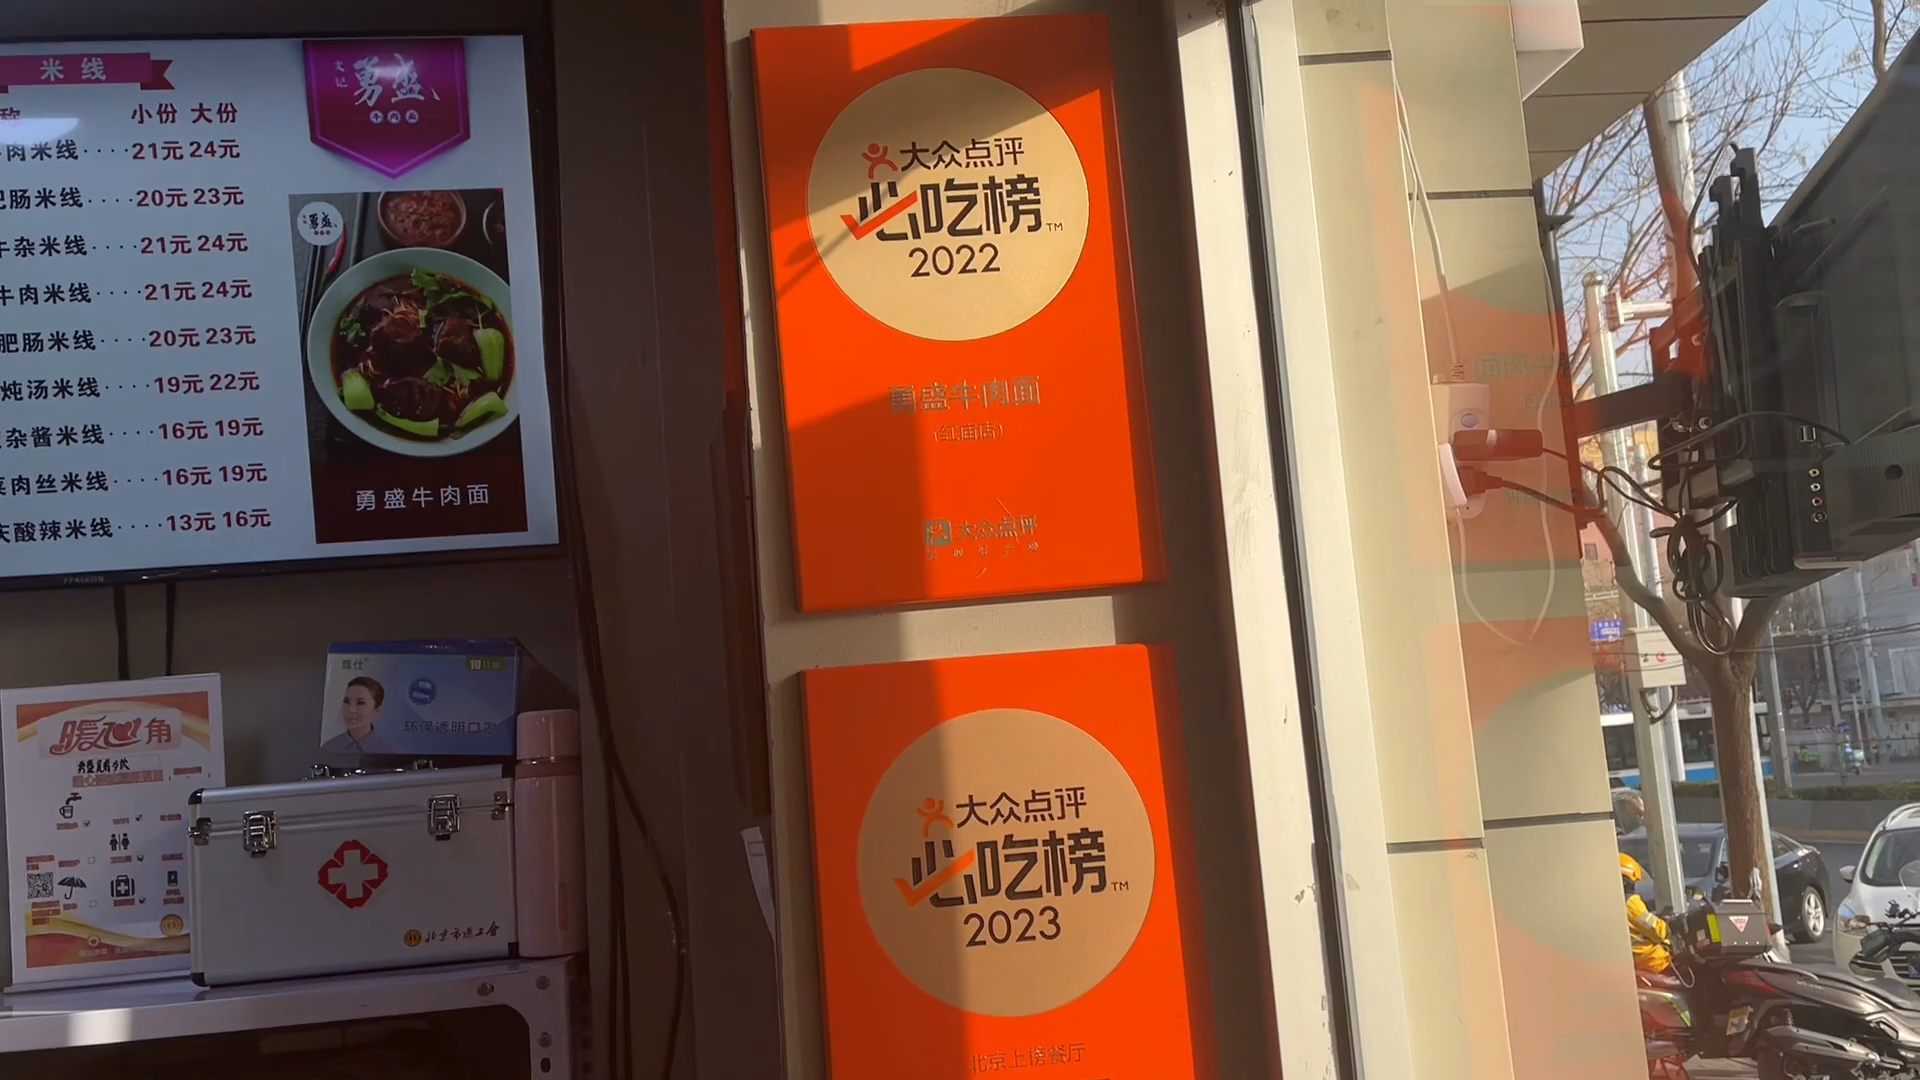 米线
小份 大份
肉米线····21元 24元
肥肠米线····20元 23元
牛杂米线····21元 24元
牛肉米线····21元 24元
肥肠米线····20元 23元
炖汤米线····19元 22元
杂酱米线····16元 19元
菜肉丝米线····16元 19元
酸辣米线····13元 16元
文记
勇盛
牛肉面
勇盛
勇盛牛肉面
大众点评
必吃榜™
2022
勇盛牛肉面
(红庙店)
大众点评
大众点评
必吃榜™
2023
北京上榜餐厅
暖心角
WIFI
环保透明口罩
北京市总工会